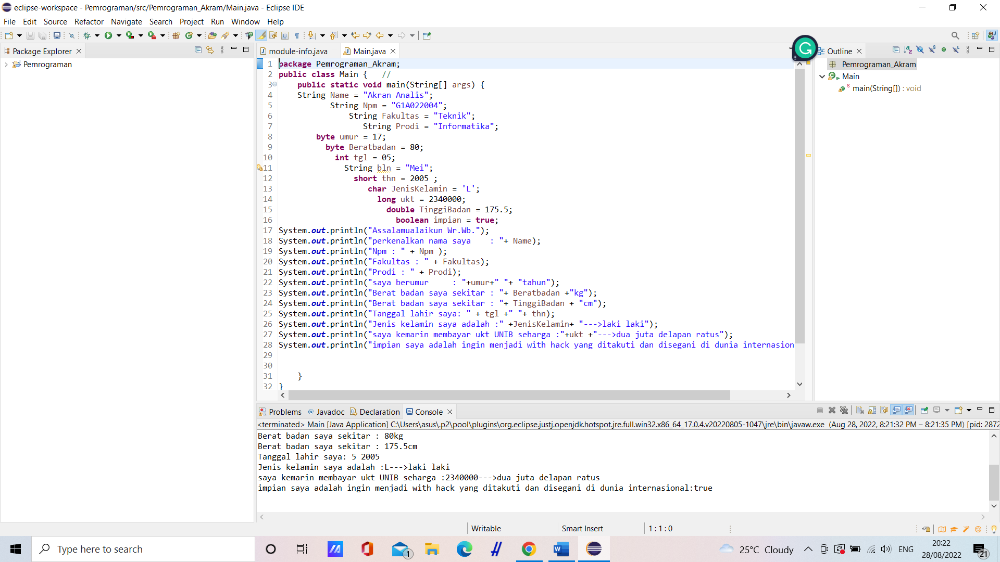 eclipse-workspace - Pemrograman/src/Pemrograman_Akram/Main.java - Eclipse IDE
File Edit Source Refactor Navigate Search Project Run Window Help
Package Explorer
Pemrograman
module-info.java Main.java
1 package Pemrograman_Akram;
2 public class Main {   //
3     public static void main(String[] args) {
4     String Name = "Akran Analis";
5            String Npm = "G1A022004";
6                String Fakultas = "Teknik";
7                   String Prodi = "Informatika";
8         byte umur = 17;
9           byte Beratbadan = 80;
10             int tgl = 05;
11               String bln = "Mei";
12                 short thn = 2005 ;
13                    char JenisKelamin = 'L';
14                      long ukt = 2340000;
15                        double TinggiBadan = 175.5;
16                          boolean impian = true;
17 System.out.println("Assalamualaikun Wr.Wb.");
18 System.out.println("perkenalkan nama saya    : "+ Name);
19 System.out.println("Npm : " + Npm );
20 System.out.println("Fakultas : " + Fakultas);
21 System.out.println("Prodi : " + Prodi);
22 System.out.println("saya berumur     : "+umur+" "+ "tahun");
23 System.out.println("Berat badan saya sekitar : "+ Beratbadan +"kg");
24 System.out.println("Berat badan saya sekitar : "+ TinggiBadan + "cm");
25 System.out.println("Tanggal lahir saya: " + tgl +" "+ thn);
26 System.out.println("Jenis kelamin saya adalah :" +JenisKelamin+ "--->laki laki");
27 System.out.println("saya kemarin membayar ukt UNIB seharga :"+ukt +"--->dua juta delapan ratus");
28 System.out.println("impian saya adalah ingin menjadi with hack yang ditakuti dan disegani di dunia internasion
29
30
31     }
32 }
Outline
Pemrograman_Akram
Main
main(String[]) : void
Problems Javadoc Declaration Console
<terminated> Main [Java Application] C:\Users\asus\.p2\pool\plugins\org.eclipse.justj.openjdk.hotspot.jre.full.win32.x86_64_17.0.4.v20220805-1047\jre\bin\javaw.exe (Aug 28, 2022, 8:21:32 PM – 8:21:35 PM) [pid: 2872
Berat badan saya sekitar : 80kg
Berat badan saya sekitar : 175.5cm
Tanggal lahir saya: 5 2005
Jenis kelamin saya adalah :L--->laki laki
saya kemarin membayar ukt UNIB seharga :2340000--->dua juta delapan ratus
impian saya adalah ingin menjadi with hack yang ditakuti dan disegani di dunia internasional:true
Writable Smart Insert 1 : 1 : 0
Type here to search
1
25°C Cloudy
ENG
20:22
28/08/2022
21